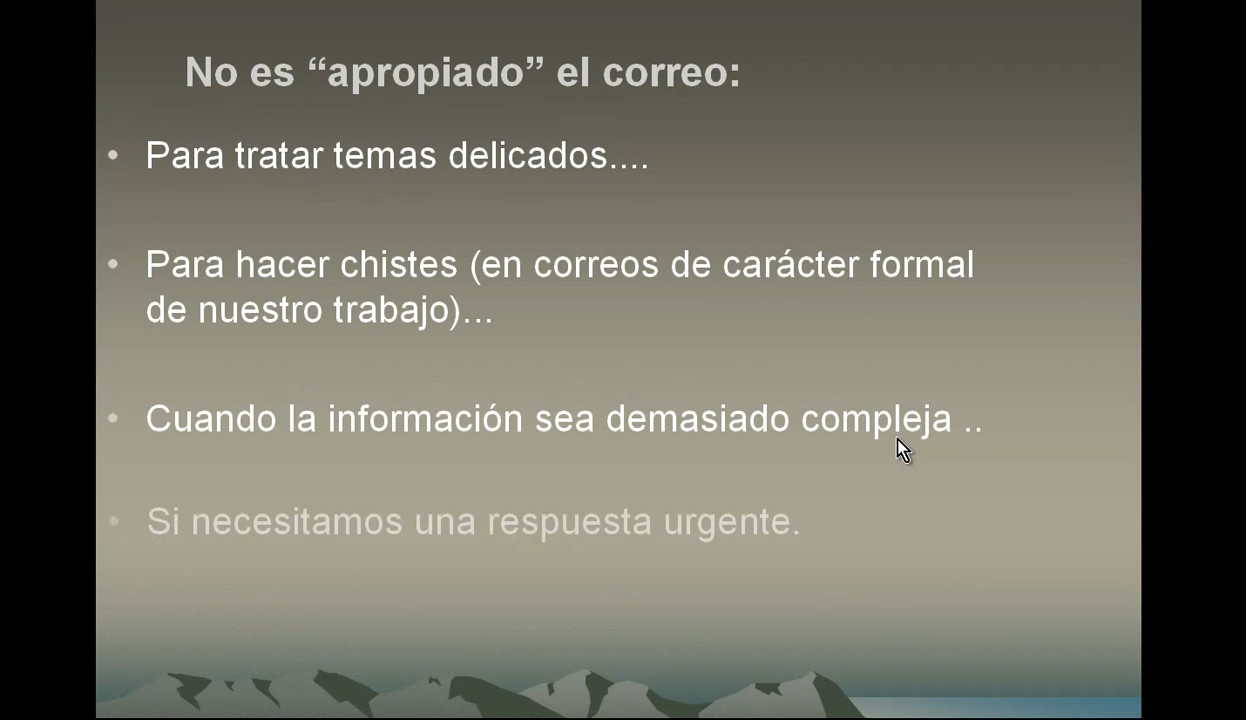 No es “apropiado” el correo:
• Para tratar temas delicados....
• Para hacer chistes (en correos de carácter formal
de nuestro trabajo)...
• Cuando la información sea demasiado compleja ..
• Si necesitamos una respuesta urgente.